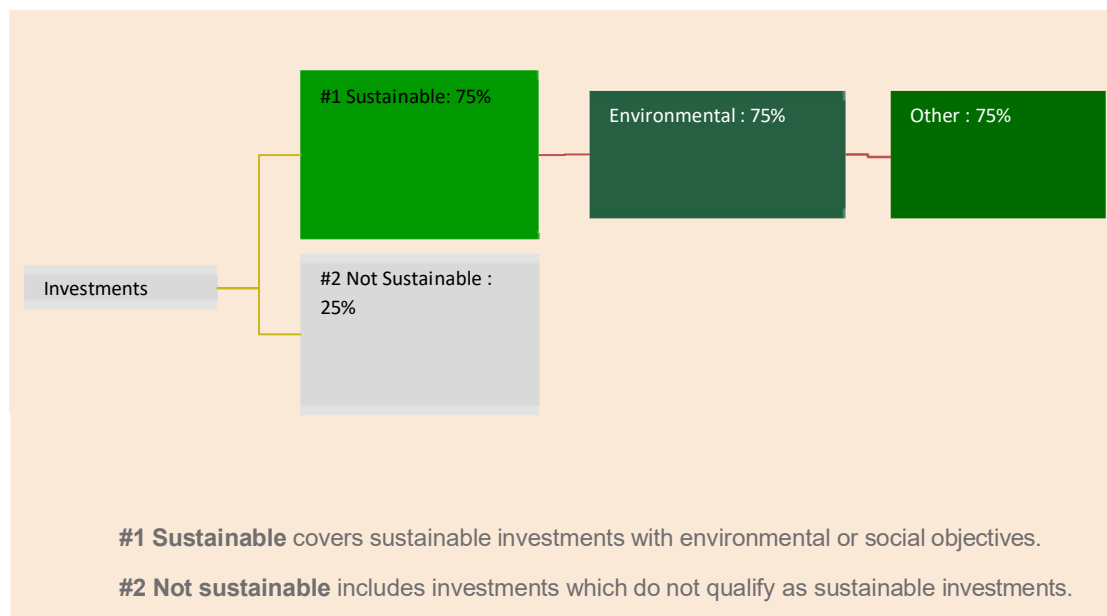 #1 Sustainable: 75%
Environmental : 75%
Other : 75%
Investments
#2 Not Sustainable :
25%
#1 Sustainable covers sustainable investments with environmental or social objectives.
#2 Not sustainable includes investments which do not qualify as sustainable investments.